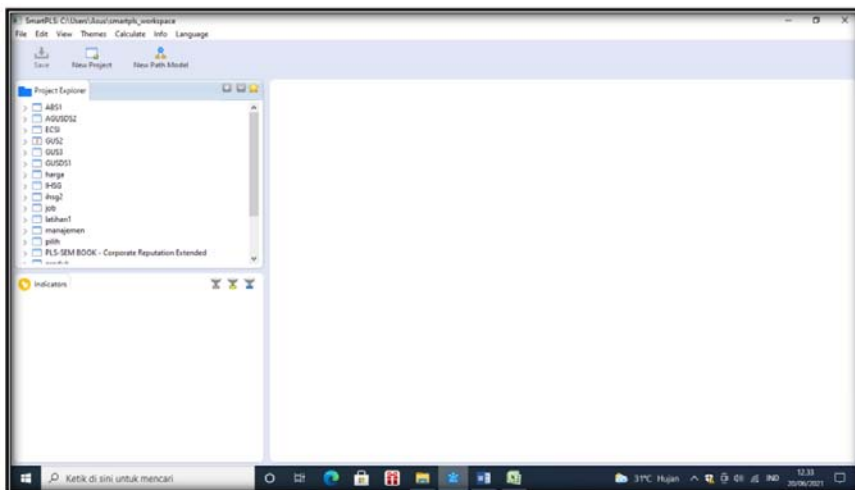 SmartPLS: C:\Users\Asus\smartpls_workspace
File Edit View Themes Calculate Info Language
Save New Project New Path Model
Project Explorer
ABS1
AGUSDS2
ECSI
GUS2
GUS3
GUSDS1
harga
IHSG
ihsg2
job
latihan1
manajemen
pilih
PLS-SEM BOOK - Corporate Reputation Extended
Indicators
Ketik di sini untuk mencari
31°C Hujan
IND
12.33
20/06/2021